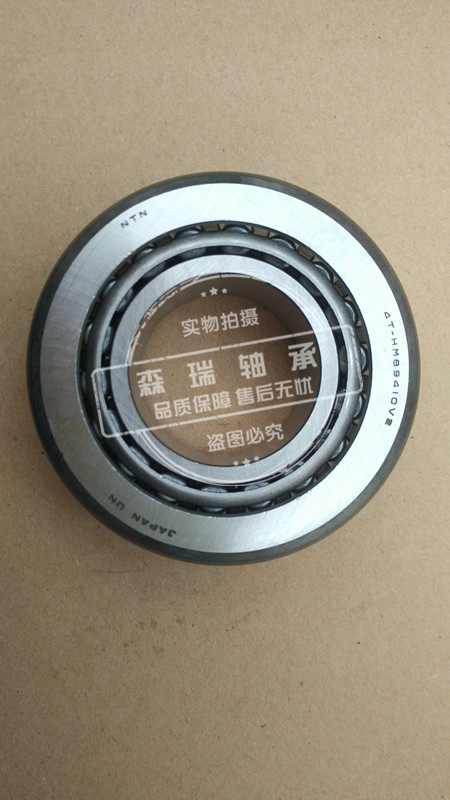 NTN
4T-HM89410V2
JAPAN UN
实物拍摄
森瑞轴承
品质保障 售后无忧
盗图必究